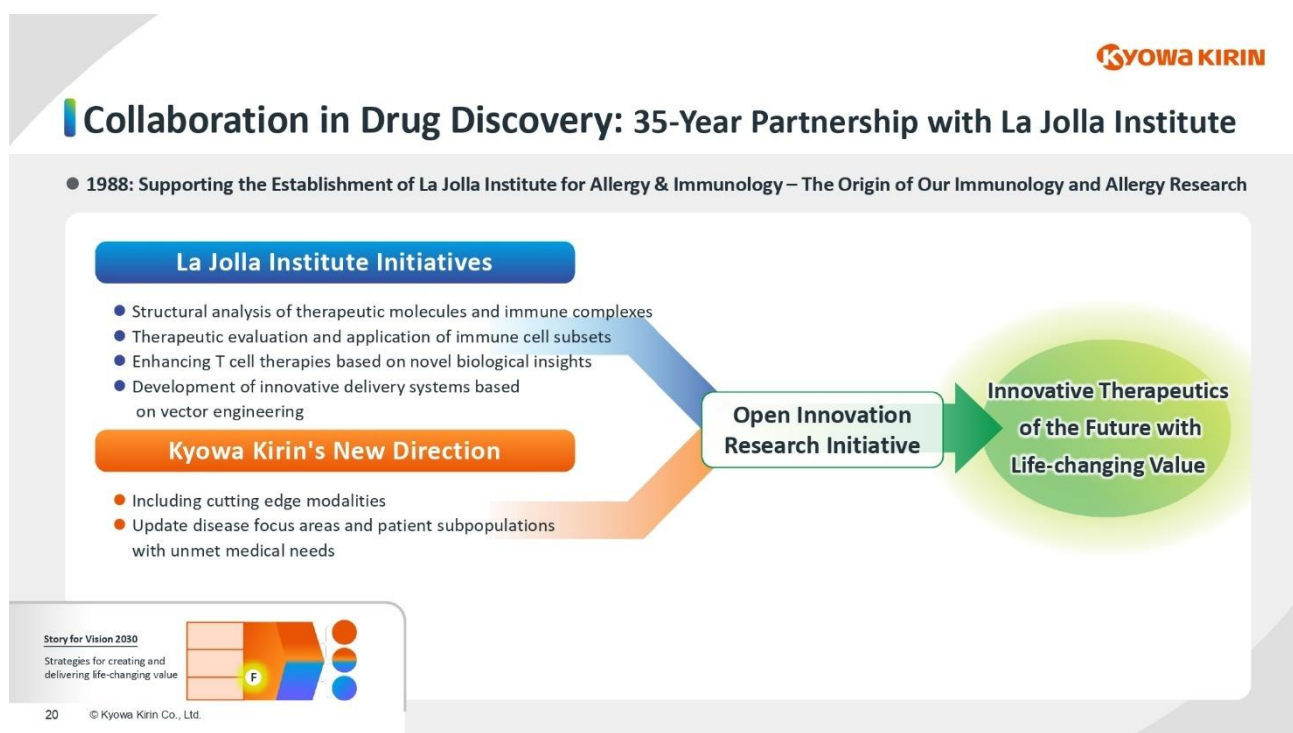 Kyowa KIRIN
Collaboration in Drug Discovery: 35-Year Partnership with La Jolla Institute
● 1988: Supporting the Establishment of La Jolla Institute for Allergy & Immunology – The Origin of Our Immunology and Allergy Research
La Jolla Institute Initiatives
● Structural analysis of therapeutic molecules and immune complexes
● Therapeutic evaluation and application of immune cell subsets
● Enhancing T cell therapies based on novel biological insights
● Development of innovative delivery systems based
on vector engineering
Kyowa Kirin's New Direction
● Including cutting edge modalities
● Update disease focus areas and patient subpopulations
with unmet medical needs
Open Innovation
Research Initiative
Innovative Therapeutics
of the Future with
Life-changing Value
Story for Vision 2030
Strategies for creating and
delivering life-changing value
F
20 © Kyowa Kirin Co., Ltd.